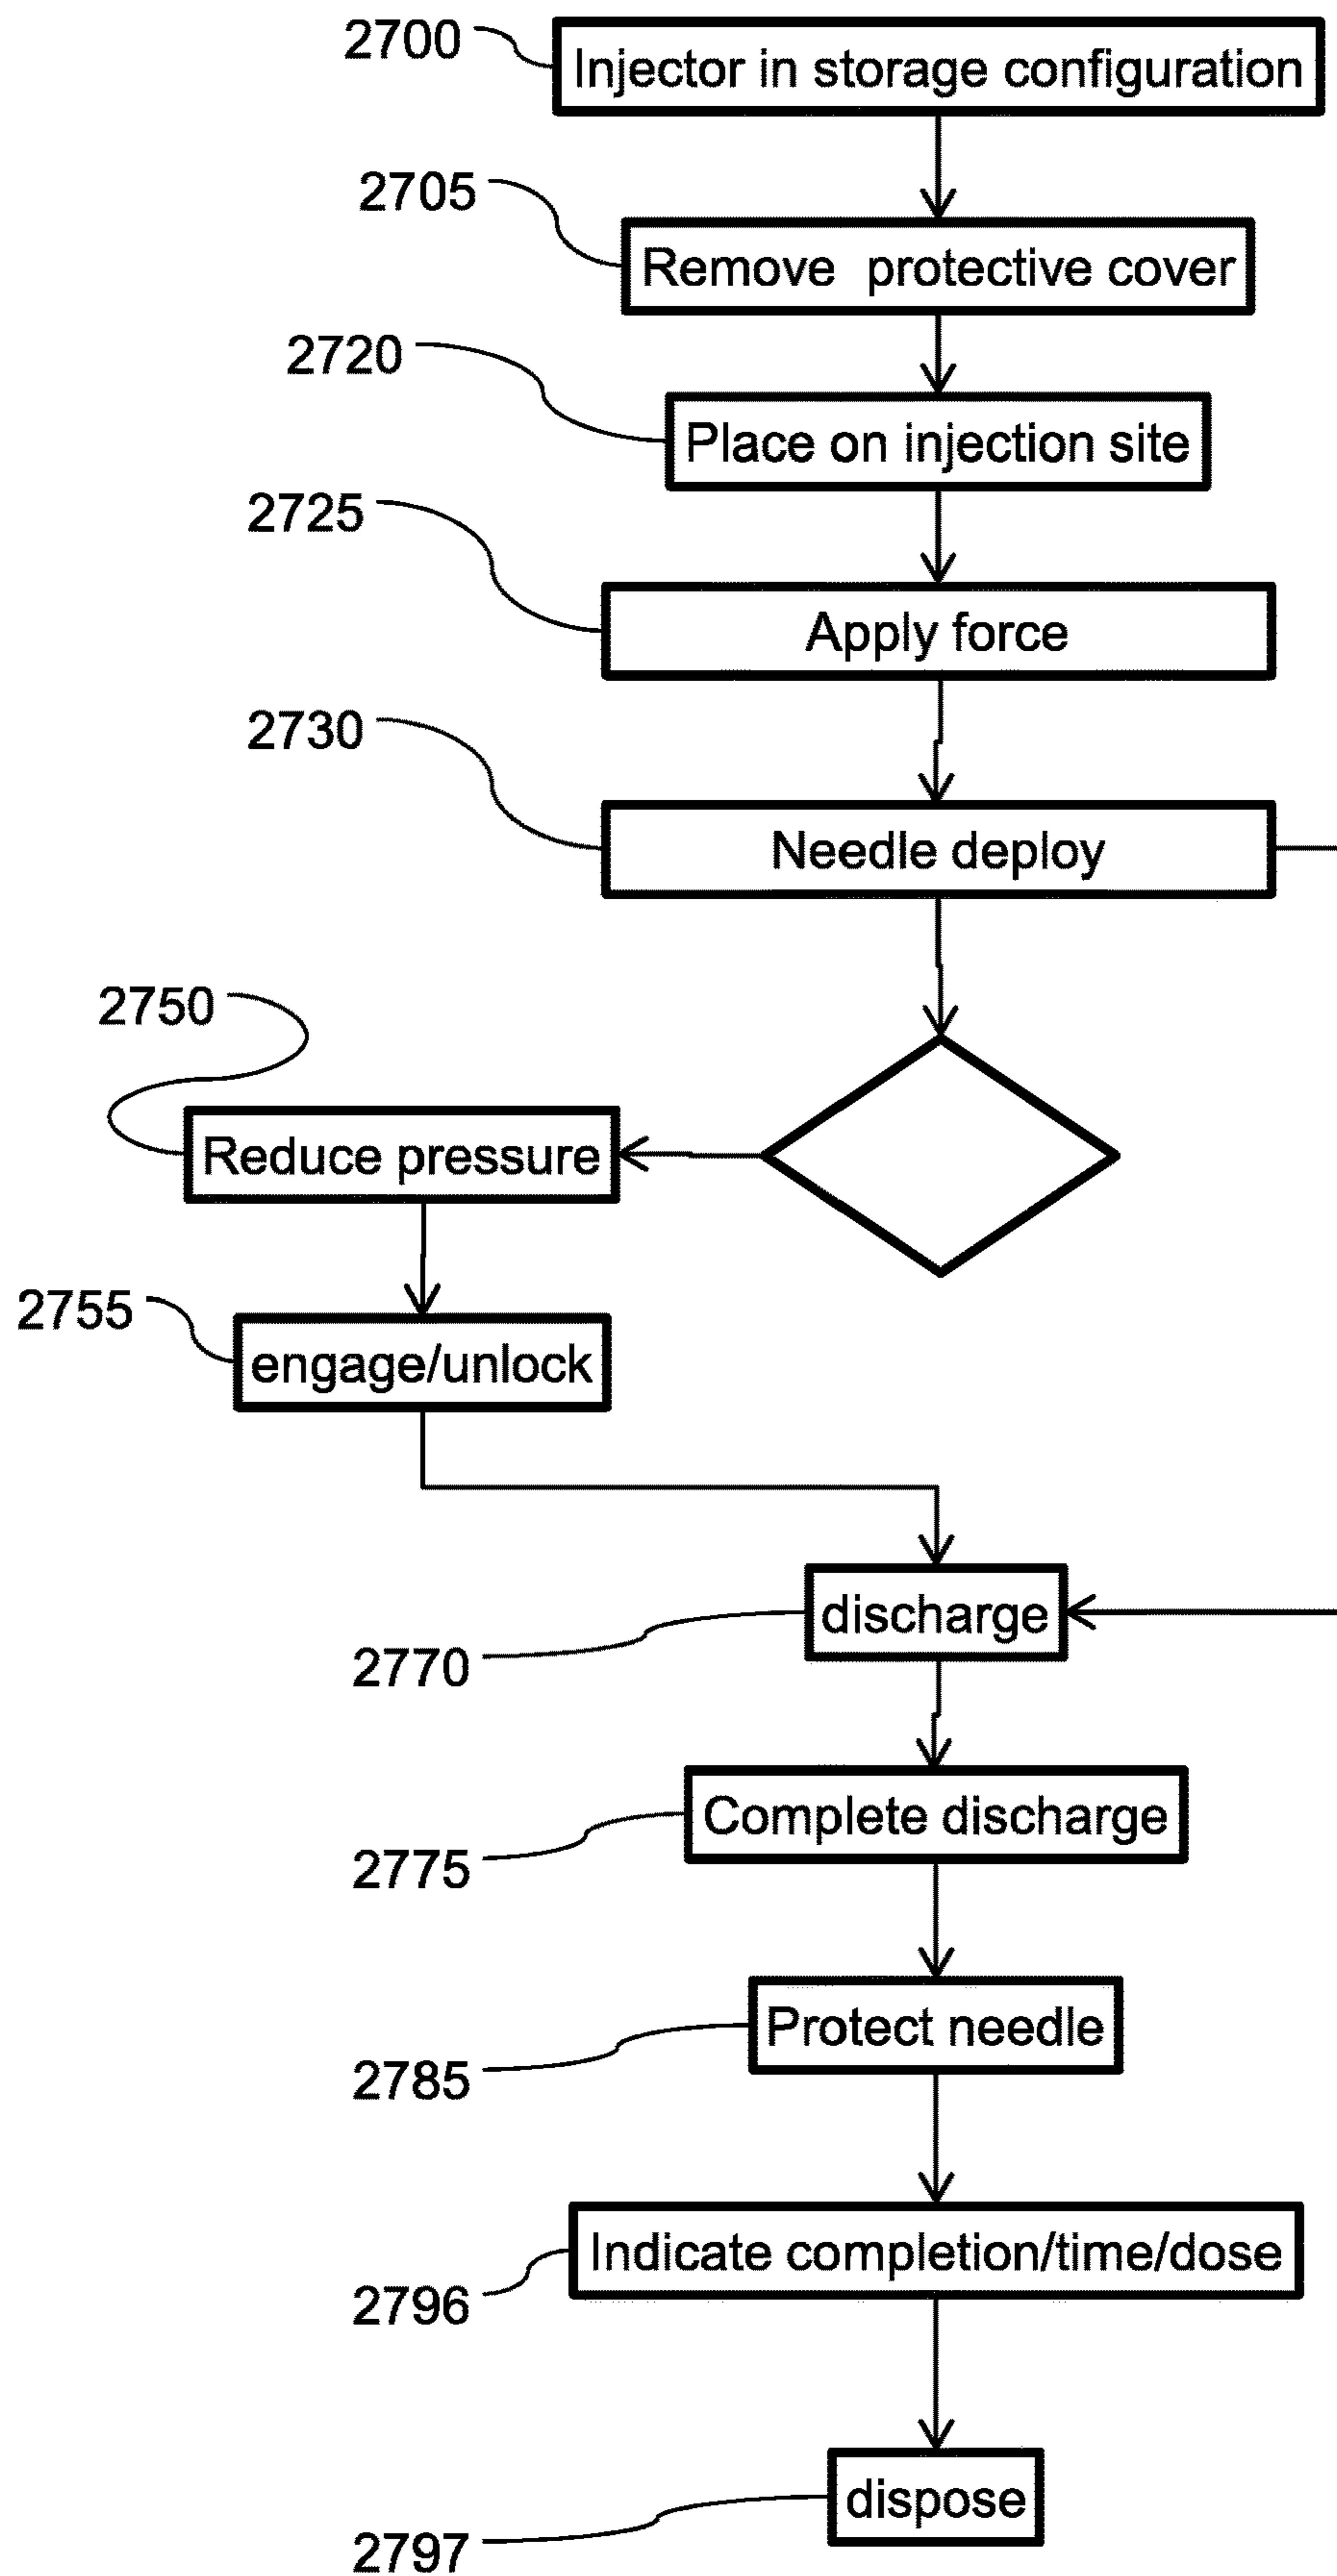 2700
Injector in storage configuration
2705
Remove protective cover
2720
Place on injection site
2725
Apply force
2730
Needle deploy
2750
Reduce pressure
2755
engage/unlock
discharge
2770
Complete discharge
2775
Protect needle
2785
Indicate completion/time/dose
2796
dispose
2797